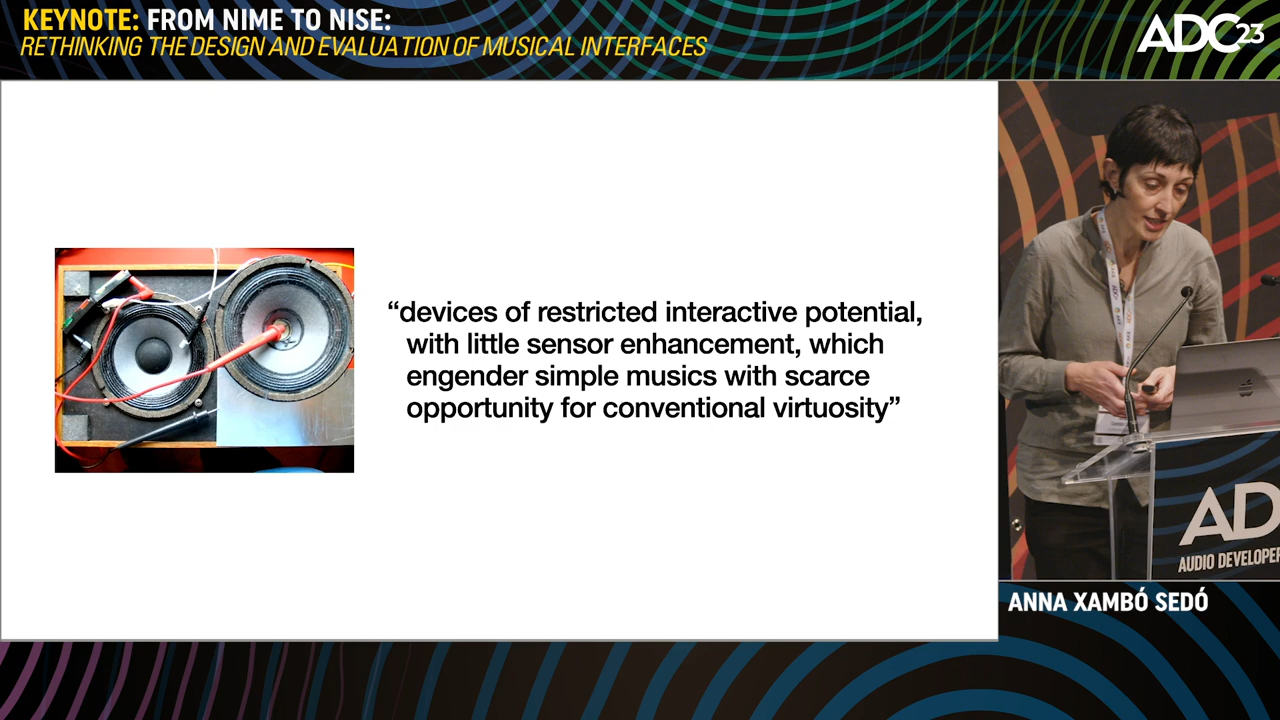 KEYNOTE: FROM NIME TO NISE:
RETHINKING THE DESIGN AND EVALUATION OF MUSICAL INTERFACES
ADC23
“devices of restricted interactive potential,
with little sensor enhancement, which
engender simple musics with scarce
opportunity for conventional virtuosity”
AD
AUDIO DEVELOPER
ANNA XAMBÓ SEDÓ